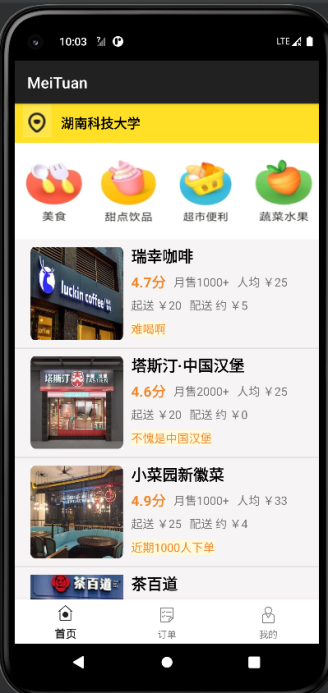 10:03 LTE
MeiTuan
湖南科技大学
美食 甜点饮品 超市便利 蔬菜水果
luckin coffee
瑞幸咖啡
4.7分 月售1000+ 人均 ￥25
起送 ￥20 配送 约 ￥5
难喝啊
塔斯汀
塔斯汀·中国汉堡
4.6分 月售2000+ 人均 ￥25
起送 ￥20 配送 约 ￥0
不愧是中国汉堡
小菜园新徽菜
4.9分 月售1000+ 人均 ￥33
起送 ￥25 配送 约 ￥4
近期1000人下单
茶百道
茶百道
首页 订单 我的